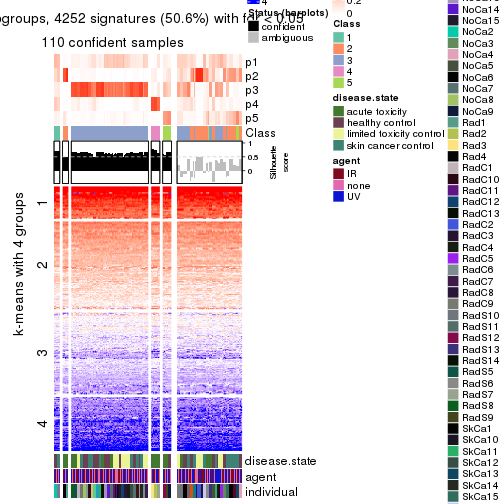 groups, 4252 signatures (50.6%) with fdr < 0.05
110 confident samples
p1
p2
p3
p4
p5
Class
1
0.5
0
Silhouette
score
k-means with 4 groups
1
2
3
4
disease.state
agent
individual
4
Status (barplots)
confident
ambiguous
0.2
0
Class
1
2
3
4
5
disease.state
acute toxicity
healthy control
limited toxicity control
skin cancer control
agent
IR
none
UV
NoCa14
NoCa15
NoCa2
NoCa3
NoCa4
NoCa5
NoCa6
NoCa7
NoCa8
NoCa9
Rad1
Rad2
Rad3
Rad4
RadC1
RadC10
RadC11
RadC12
RadC13
RadC2
RadC3
RadC4
RadC5
RadC6
RadC7
RadC8
RadC9
RadS10
RadS11
RadS12
RadS13
RadS14
RadS5
RadS6
RadS7
RadS8
RadS9
SkCa1
SkCa10
SkCa11
SkCa12
SkCa13
SkCa14
SkCa15